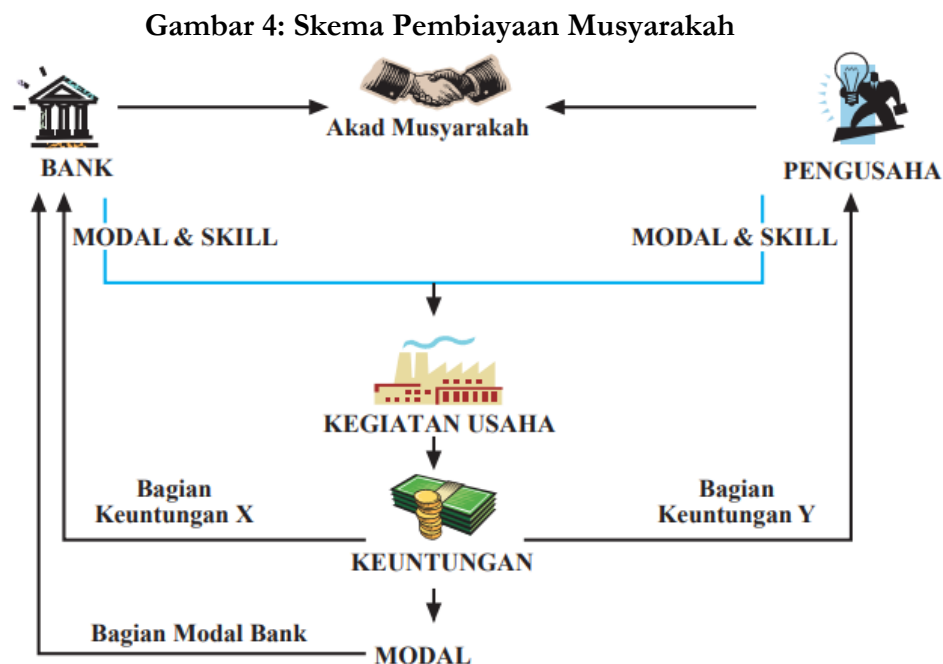 Gambar 4: Skema Pembiayaan Musyarakah
Akad Musyarakah
BANK
PENGUSAHA
MODAL & SKILL
MODAL & SKILL
KEGIATAN USAHA
Bagian
Keuntungan X
Bagian
Keuntungan Y
KEUNTUNGAN
Bagian Modal Bank
MODAL